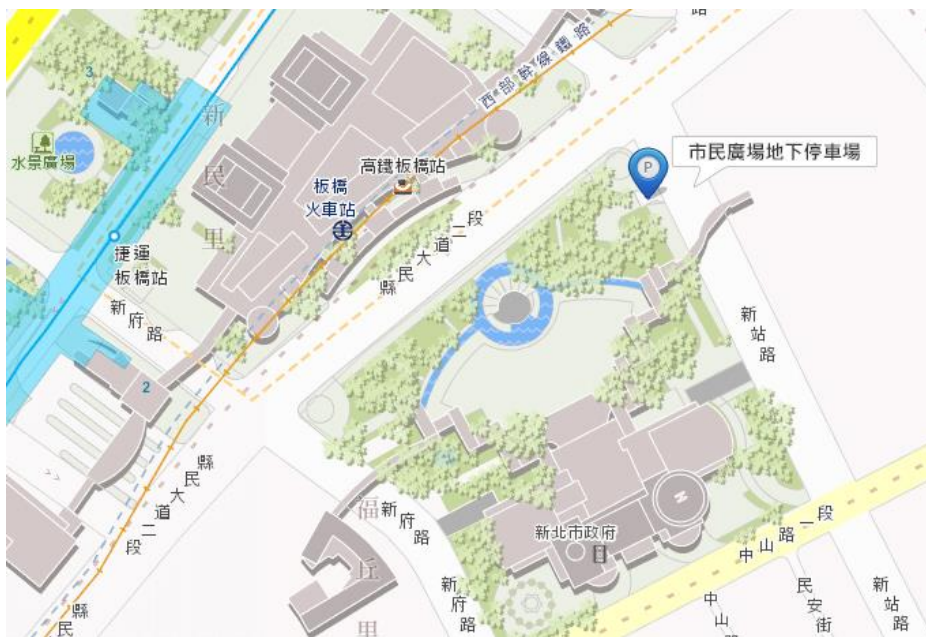 路
路
西部幹線鐵路
3
新民里
水景廣場
高鐵板橋站
市民廣場地下停車場
P
板橋
火車站
捷運
板橋站
縣民大道二段
新府路
新站路
2
縣民大道二段
福丘里
新府路
新北市政府
中山路一段
縣民
新府路
中山
民安街
新站路